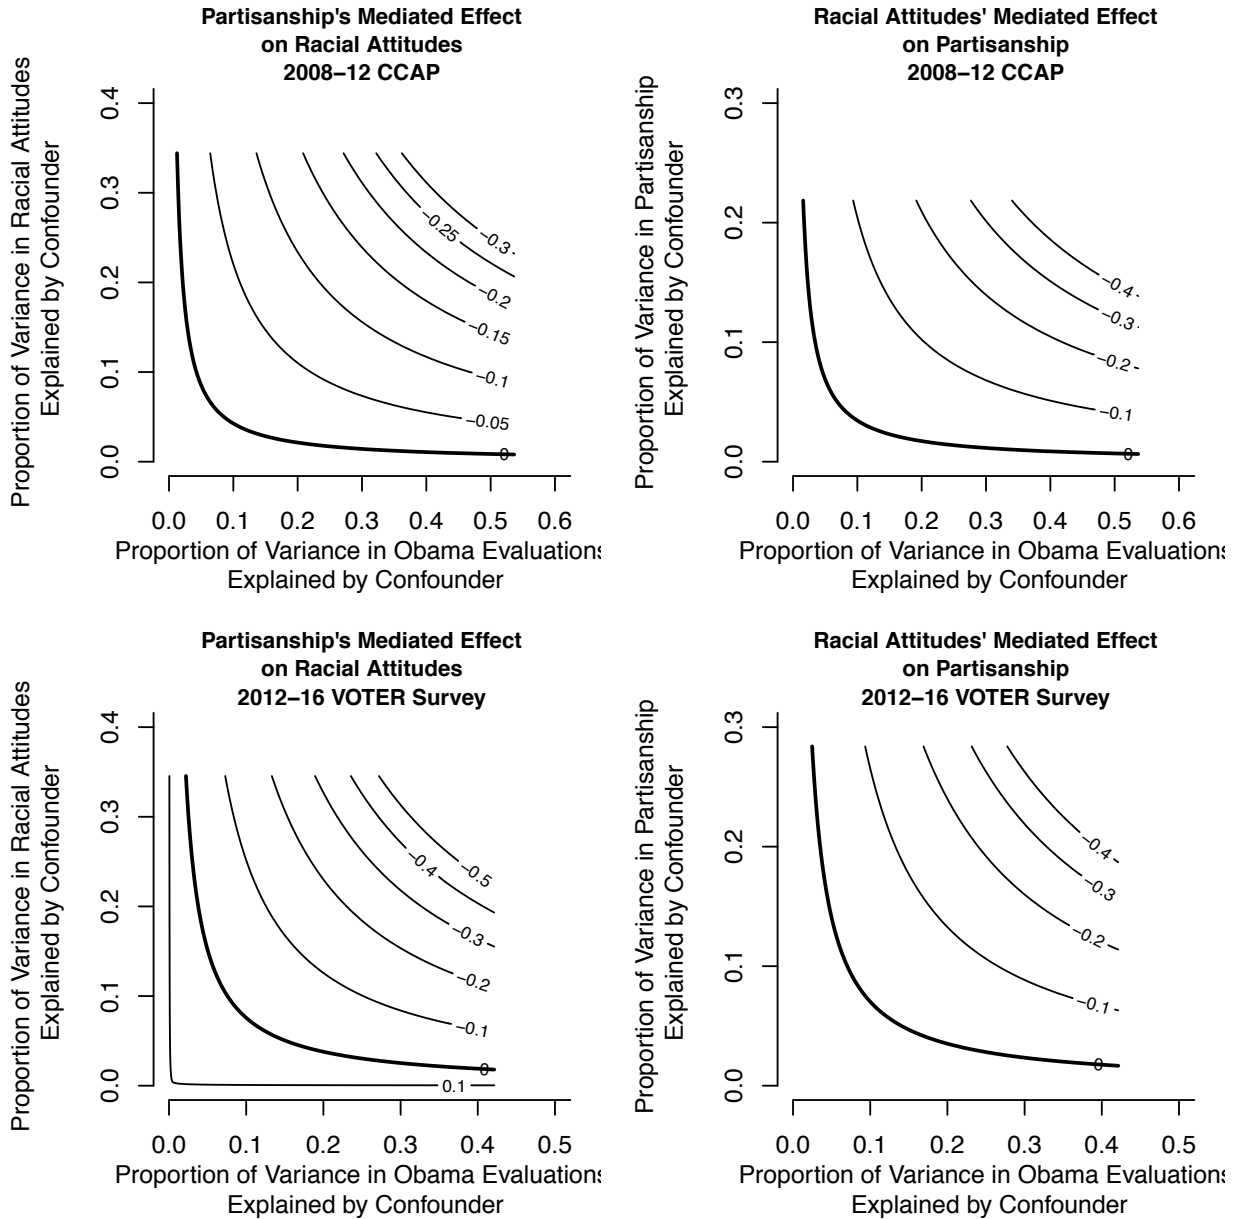 Partisanship's Mediated Effect
on Racial Attitudes
2008–12 CCAP
Proportion of Variance in Racial Attitudes
Explained by Confounder
0.4
0.3
0.2
0.1
0.0
−0.3
−0.25
−0.2
−0.15
−0.1
−0.05
0
0.0 0.1 0.2 0.3 0.4 0.5 0.6
Proportion of Variance in Obama Evaluations
Explained by Confounder
Racial Attitudes' Mediated Effect
on Partisanship
2008–12 CCAP
Proportion of Variance in Partisanship
Explained by Confounder
0.3
0.2
0.1
0.0
−0.4
−0.3
−0.2
−0.1
0
0.0 0.1 0.2 0.3 0.4 0.5 0.6
Proportion of Variance in Obama Evaluations
Explained by Confounder
Partisanship's Mediated Effect
on Racial Attitudes
2012–16 VOTER Survey
Proportion of Variance in Racial Attitudes
Explained by Confounder
0.4
0.3
0.2
0.1
0.0
−0.5
−0.4
−0.3
−0.2
−0.1
0
0.1
0.0 0.1 0.2 0.3 0.4 0.5
Proportion of Variance in Obama Evaluations
Explained by Confounder
Racial Attitudes' Mediated Effect
on Partisanship
2012–16 VOTER Survey
Proportion of Variance in Partisanship
Explained by Confounder
0.3
0.2
0.1
0.0
−0.4
−0.3
−0.2
−0.1
0
0.0 0.1 0.2 0.3 0.4 0.5
Proportion of Variance in Obama Evaluations
Explained by Confounder